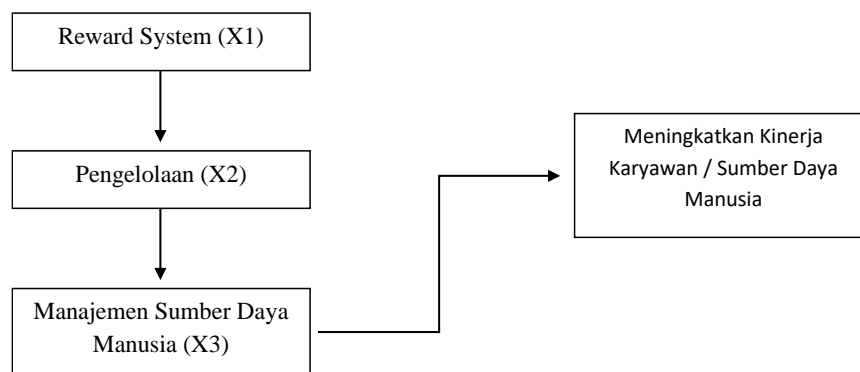 Reward System (X1)
Pengelolaan (X2)
Manajemen Sumber Daya
Manusia (X3)
Meningkatkan Kinerja
Karyawan / Sumber Daya
Manusia